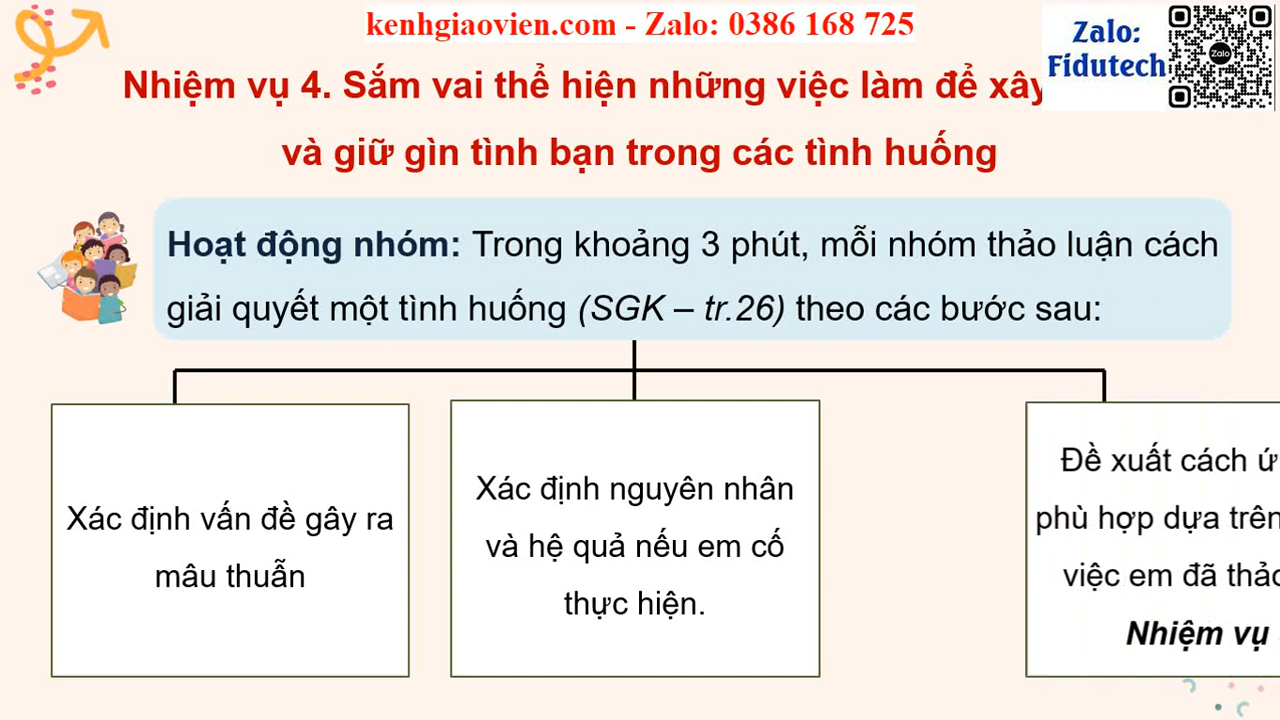 kenhgiaovien.com - Zalo: 0386 168 725
Zalo:
Fidutech
Zalo
Nhiệm vụ 4. Sắm vai thể hiện những việc làm để xây
và giữ gìn tình bạn trong các tình huống
Hoạt động nhóm: Trong khoảng 3 phút, mỗi nhóm thảo luận cách
giải quyết một tình huống (SGK – tr.26) theo các bước sau:
Xác định vấn đề gây ra
mâu thuẫn
Xác định nguyên nhân
và hệ quả nếu em cố
thực hiện.
Đề xuất cách ứ
phù hợp dựa trên
việc em đã thảo
Nhiệm vụ